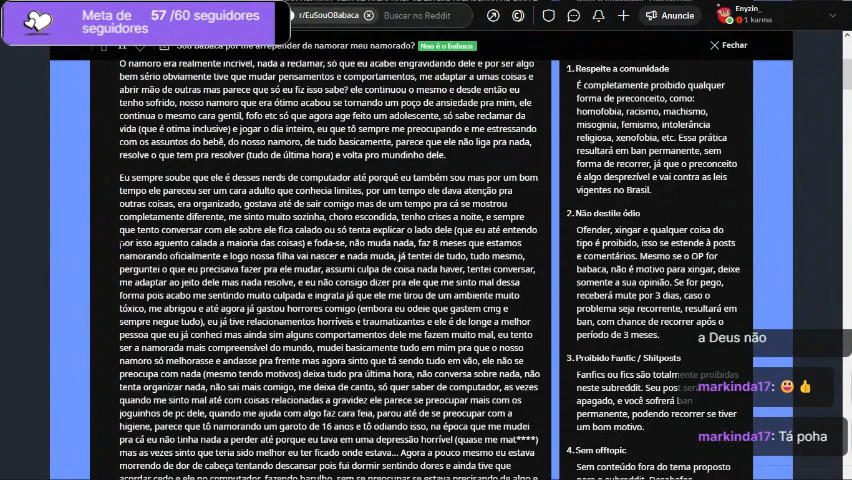 Meta de seguidores
57 /60 seguidores
r/EuSouOBabaca
Buscar no Reddit
Anuncie
Enyzin_
1 karma
11
Sou babaca por me arrepender de namorar meu namorado?
Nao é o babaca
Fechar
O namoro era realmente incrível, nada a reclamar, só que eu acabei engravidando dele e por ser algo
bem sério obviamente tive que mudar pensamentos e comportamentos, me adaptar a umas coisas e
abrir mão de outras mas parece que só eu fiz isso sabe? ele continuou o mesmo e desde então eu
tenho sofrido, nosso namoro que era ótimo acabou se tornando um poço de ansiedade pra mim, ele
continua o mesmo cara gentil, fofo etc só que agora age feito um adolescente, só sabe reclamar da
vida (que é otima inclusive) e jogar o dia inteiro, eu que tô sempre me preocupando e me estressando
com os assuntos do bebê, do nosso namoro, de tudo basicamente, parece que ele não liga pra nada,
resolve o que tem pra resolver (tudo de última hora) e volta pro mundinho dele.
Eu sempre soube que ele é desses nerds de computador até porquê eu também sou mas por um bom
tempo ele pareceu ser um cara adulto que conhecia limites, por um tempo ele dava atenção pra
outras coisas, era organizado, gostava até de sair comigo mas de um tempo pra cá se mostrou
completamente diferente, me sinto muito sozinha, choro escondida, tenho crises a noite, e sempre
que tento conversar com ele sobre ele fica calado ou só tenta explicar o lado dele (que eu até entendo
por isso aguento calada a maioria das coisas) e foda-se, não muda nada, faz 8 meses que estamos
namorando oficialmente e logo nossa filha vai nascer e nada muda, já tentei de tudo, tudo mesmo,
perguntei o que eu precisava fazer pra ele mudar, assumi culpa de coisa nada haver, tentei conversar,
me adaptar ao jeito dele mas nada resolve, e eu não consigo dizer pra ele que me sinto mal dessa
forma pois acabo me sentindo muito culpada e ingrata já que ele me tirou de um ambiente muito
tóxico, me abrigou e até agora já gastou horrores comigo (embora eu odeie que gastem cmg e
sempre negue tudo), eu já tive relacionamentos horríveis e traumatizantes e ele é de longe a melhor
pessoa que eu já conheci mas ainda sim alguns comportamentos dele me fazem muito mal, eu tento
ser a namorada mais compreensível do mundo, mudei basicamente tudo em mim pra que o nosso
namoro só melhorasse e andasse pra frente mas agora sinto que tá sendo tudo em vão, ele não se
preocupa com nada (mesmo tendo motivos) deixa tudo pra última hora, não conversa sobre nada, não
tenta organizar nada, não sai mais comigo, me deixa de canto, só quer saber de computador, as vezes
quando me sinto mal até com coisas relacionadas a gravidez ele parece se preocupar mais com os
joguinhos de pc dele, quando me ajuda com algo faz cara feia, parou até de se preocupar com a
higiene, parece que tô namorando um garoto de 16 anos e tô odiando isso, na época que me mudei
pra cá eu não tinha nada a perder até porque eu tava em uma depressão horrível (quase me mat****)
mas as vezes sinto que teria sido melhor eu ter ficado onde estava... Agora a pouco mesmo eu estava
morrendo de dor de cabeça tentando descansar pois fui dormir sentindo dores e ainda tive que
acordar cedo e ele no computador, fazendo barulho, sem se preocupar se eu estava precisando de algo e
1. Respeite a comunidade
É completamente proibido qualquer
forma de preconceito, como:
homofobia, racismo, machismo,
misoginia, femismo, intolerância
religiosa, xenofobia, etc. Essa prática
resultará em ban permanente, sem
forma de recorrer, já que o preconceito
é algo desprezível e vai contra as leis
vigentes no Brasil.
2. Não destile ódio
Ofender, xingar e qualquer coisa do
tipo é proibido, isso se estende à posts
e comentários. Mesmo se o OP for
babaca, não é motivo para xingar, deixe
somente a sua opinião. Se for pego,
receberá mute por 3 dias, caso o
problema seja recorrente, resultará em
ban, com chance de recorrer após o
período de 3 meses.
3. Proibido Fanfic / Shitposts
Fanfics ou fics são totalmente proibidas
neste subreddit. Seu post será
apagado, e você sofrerá ban
permanente, podendo recorrer se tiver
um bom motivo.
4. Sem offtopic
Sem conteúdo fora do tema proposto
para o subreddit. Desabafos,
a Deus não
markinda17: 😃 👍
markinda17: Tá poha